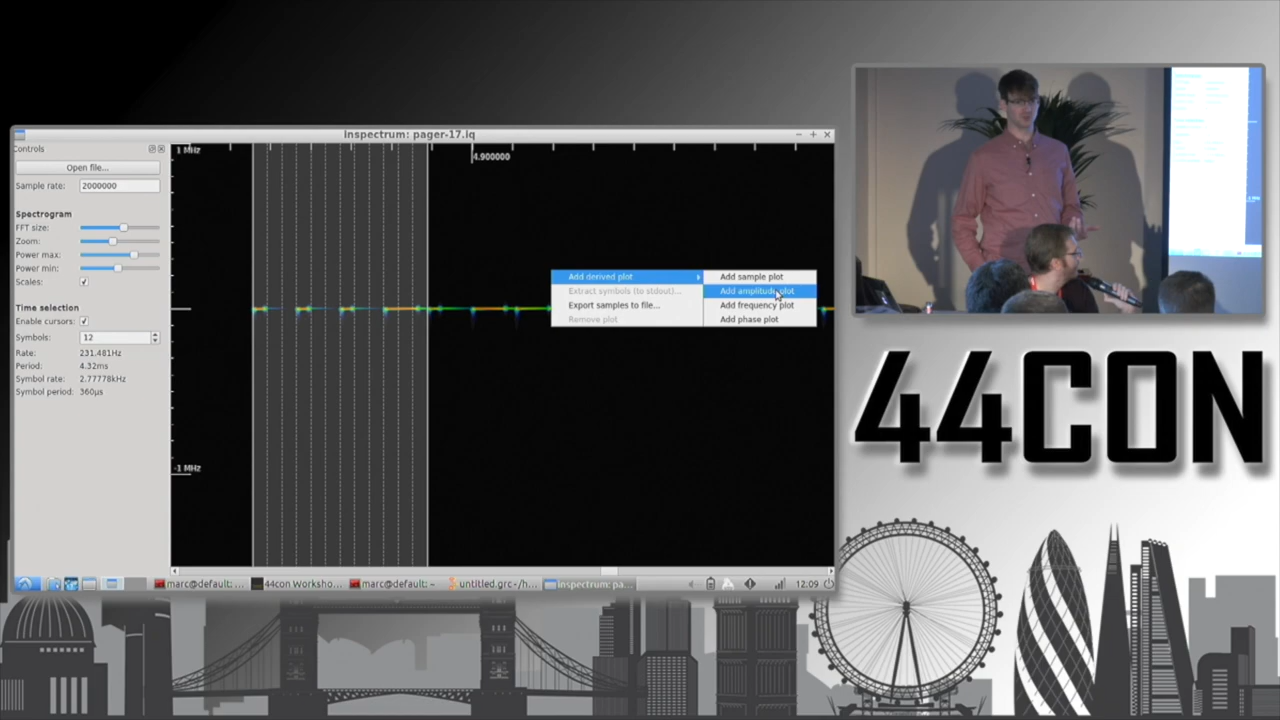 inspectrum: pager-17.iq
Controls
Open file...
Sample rate: 2000000
Spectrogram
FFT size:
Zoom:
Power max:
Power min:
Scales:
Time selection
Enable cursors:
Symbols: 12
Rate: 231.481Hz
Period: 4.32ms
Symbol rate: 2.77778kHz
Symbol period: 360µs
1 MHz
4.900000
-1 MHz
Add derived plot
Extract symbols (to stdout)...
Export samples to file...
Remove plot
Add sample plot
Add amplitude plot
Add frequency plot
Add phase plot
marc@default: ...
44con Worksho...
marc@default: ~
untitled.grc - /h...
inspectrum: pa...
12:09
44CON